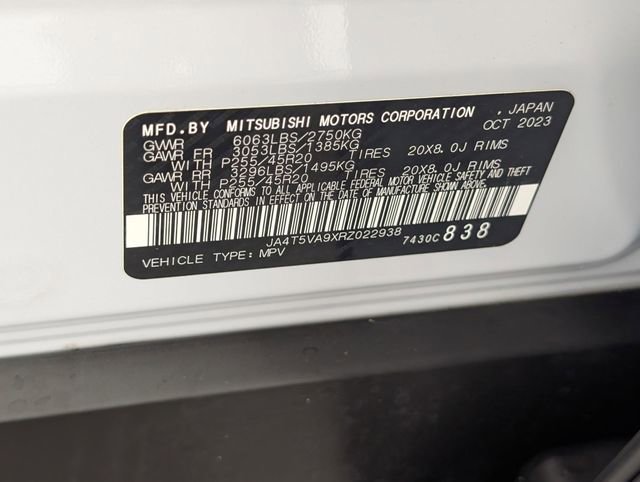 MFD.BY MITSUBISHI MOTORS CORPORATION , JAPAN
GVWR 6063LBS/2750KG OCT 2023
GAWR FR 3053LBS/1385KG
WITH P255/45R20 TIRES 20X8.0J RIMS
GAWR RR 3296LBS/1495KG
WITH P255/45R20 TIRES 20X8.0J RIMS
THIS VEHICLE CONFORMS TO ALL APPLICABLE FEDERAL MOTOR VEHICLE SAFETY AND THEFT
PREVENTION STANDARDS IN EFFECT ON THE DATE OF MANUFACTURE SHOWN ABOVE.
JA4T5VA9XRZ022938 7430C 838
VEHICLE TYPE: MPV